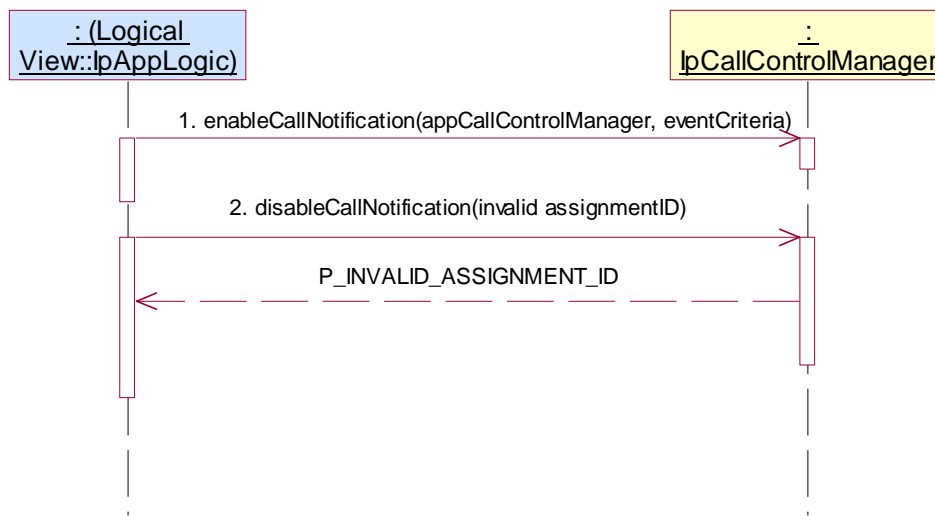 : (Logical
View::IpAppLogic)
:
IpCallControlManager
1. enableCallNotification(appCallControlManager, eventCriteria)
2. disableCallNotification(invalid assignmentID)
P_INVALID_ASSIGNMENT_ID